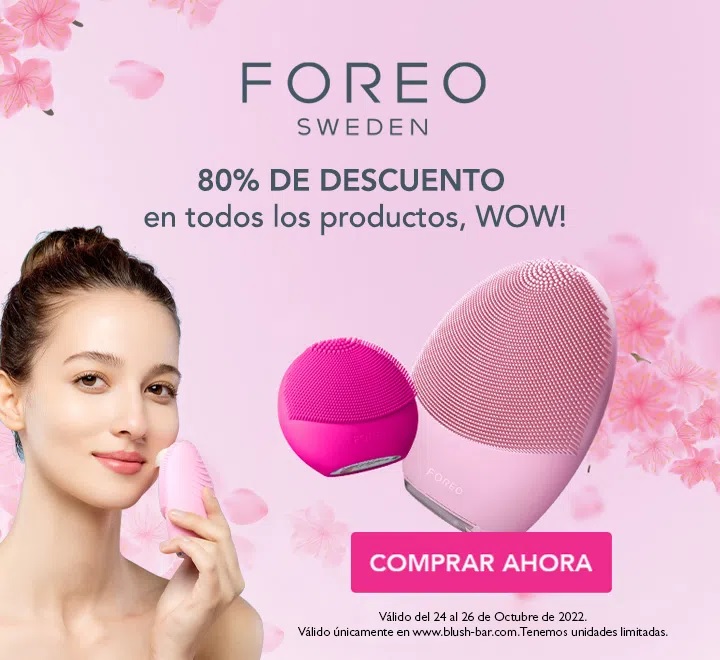 FOREO
SWEDEN
80% DE DESCUENTO
en todos los productos, WOW!
FOREO
COMPRAR AHORA
Válido del 24 al 26 de Octubre de 2022.
Válido únicamente en www.blush-bar.com.Tenemos unidades limitadas.